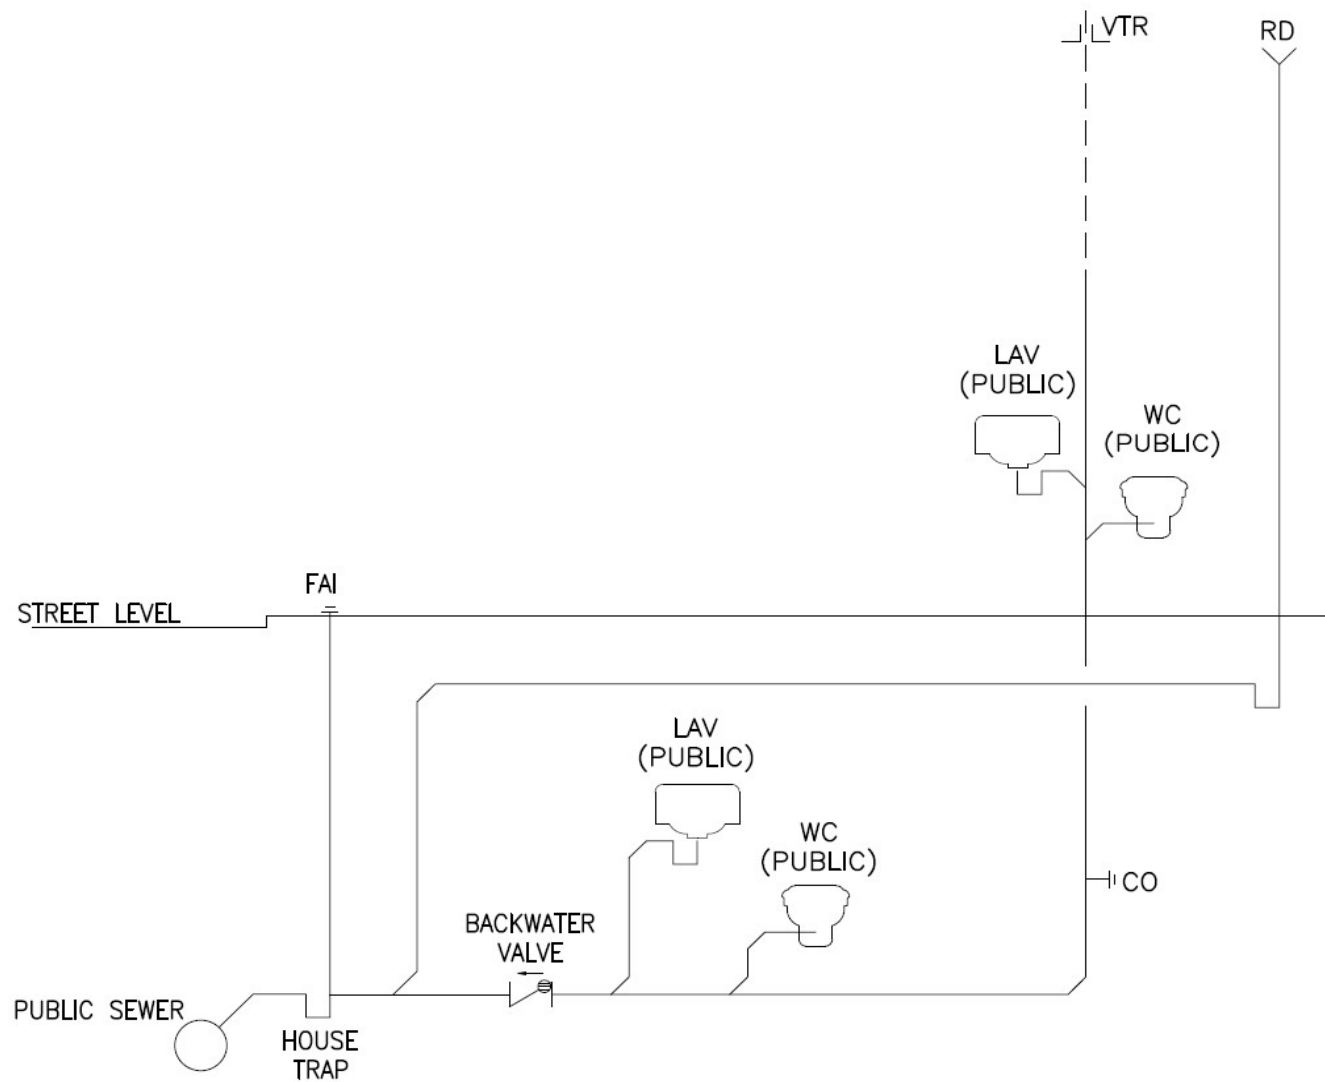 VTR
RD
LAV
(PUBLIC)
WC
(PUBLIC)
FAI
STREET LEVEL
LAV
(PUBLIC)
WC
(PUBLIC)
CO
BACKWATER
VALVE
PUBLIC SEWER
HOUSE
TRAP